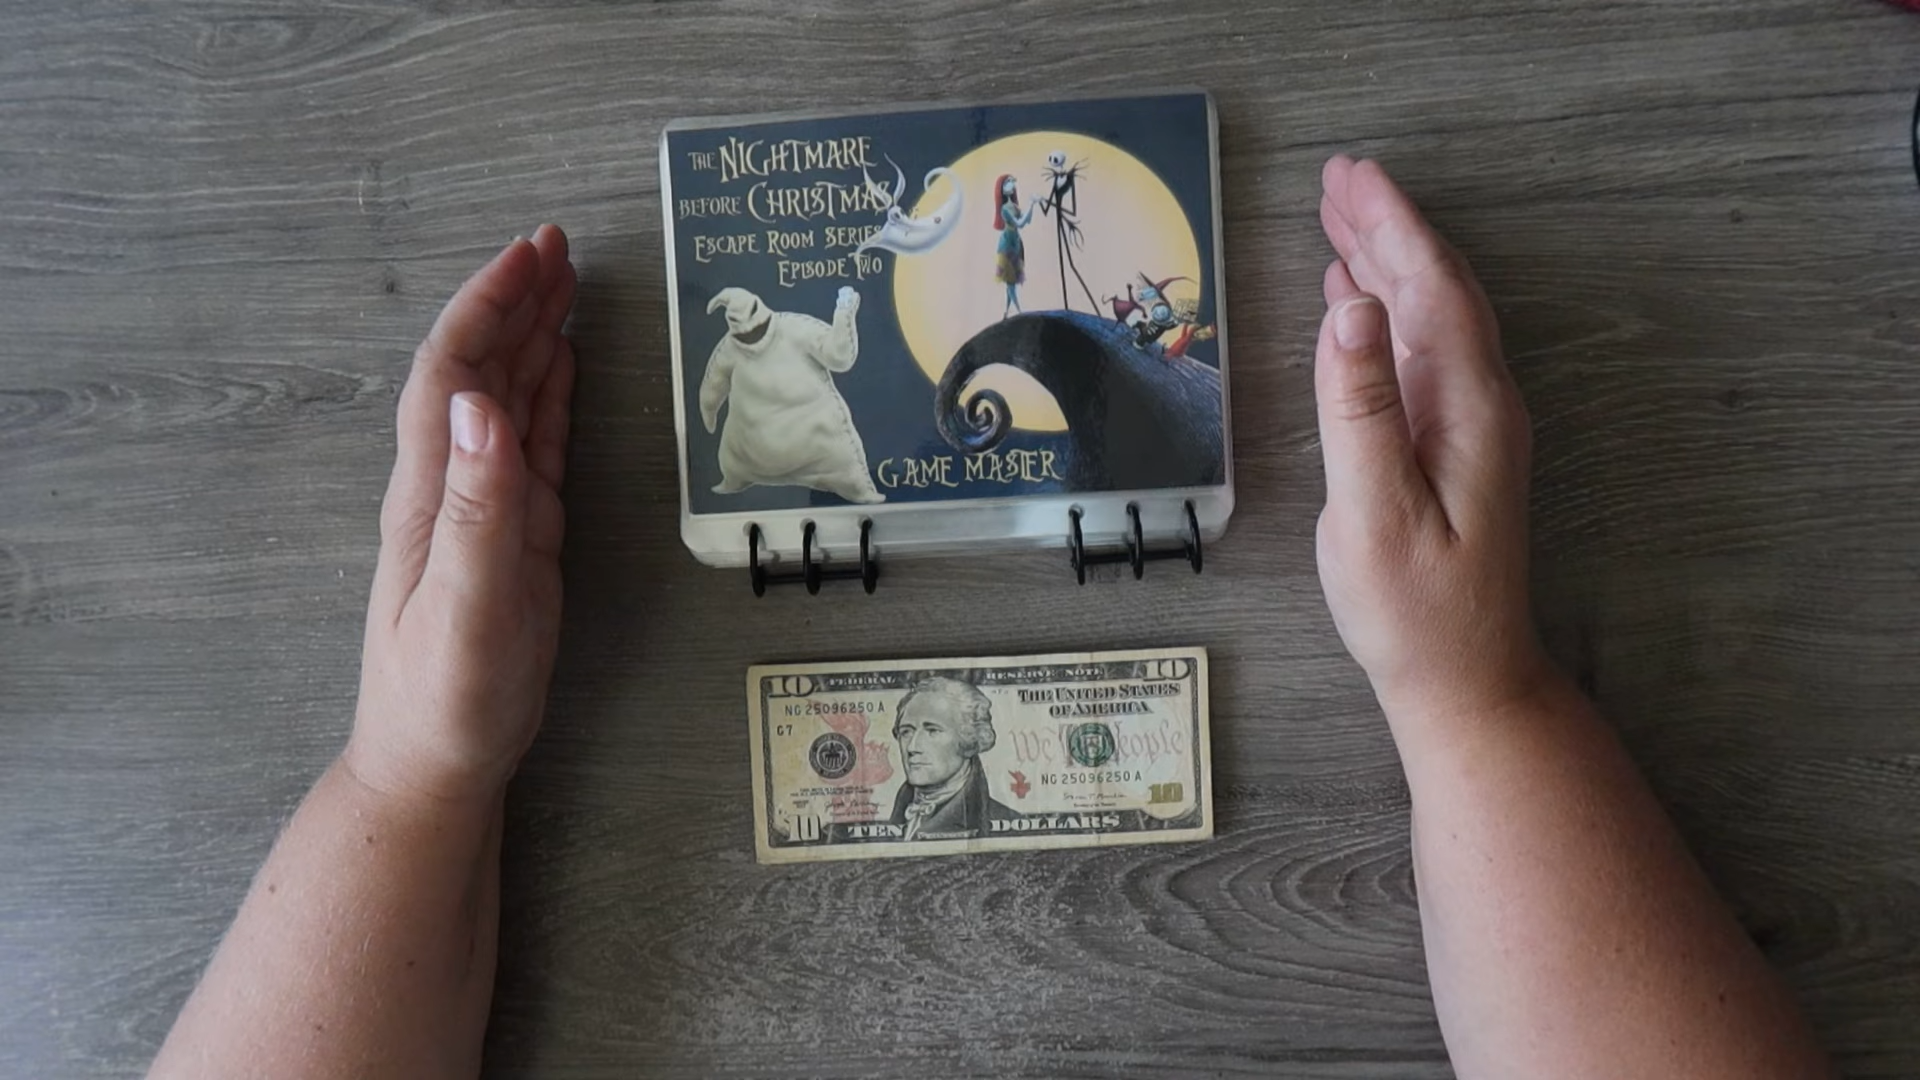 THE NIGHTMARE
BEFORE CHRISTMAS
ESCAPE ROOM SERIES
EPISODE TWO
GAME MASTER
10 FEDERAL RESERVE NOTE 10
NG 25096250 A
THE UNITED STATES
OF AMERICA
G7
We The People
NG 25096250 A
10
10 TEN DOLLARS